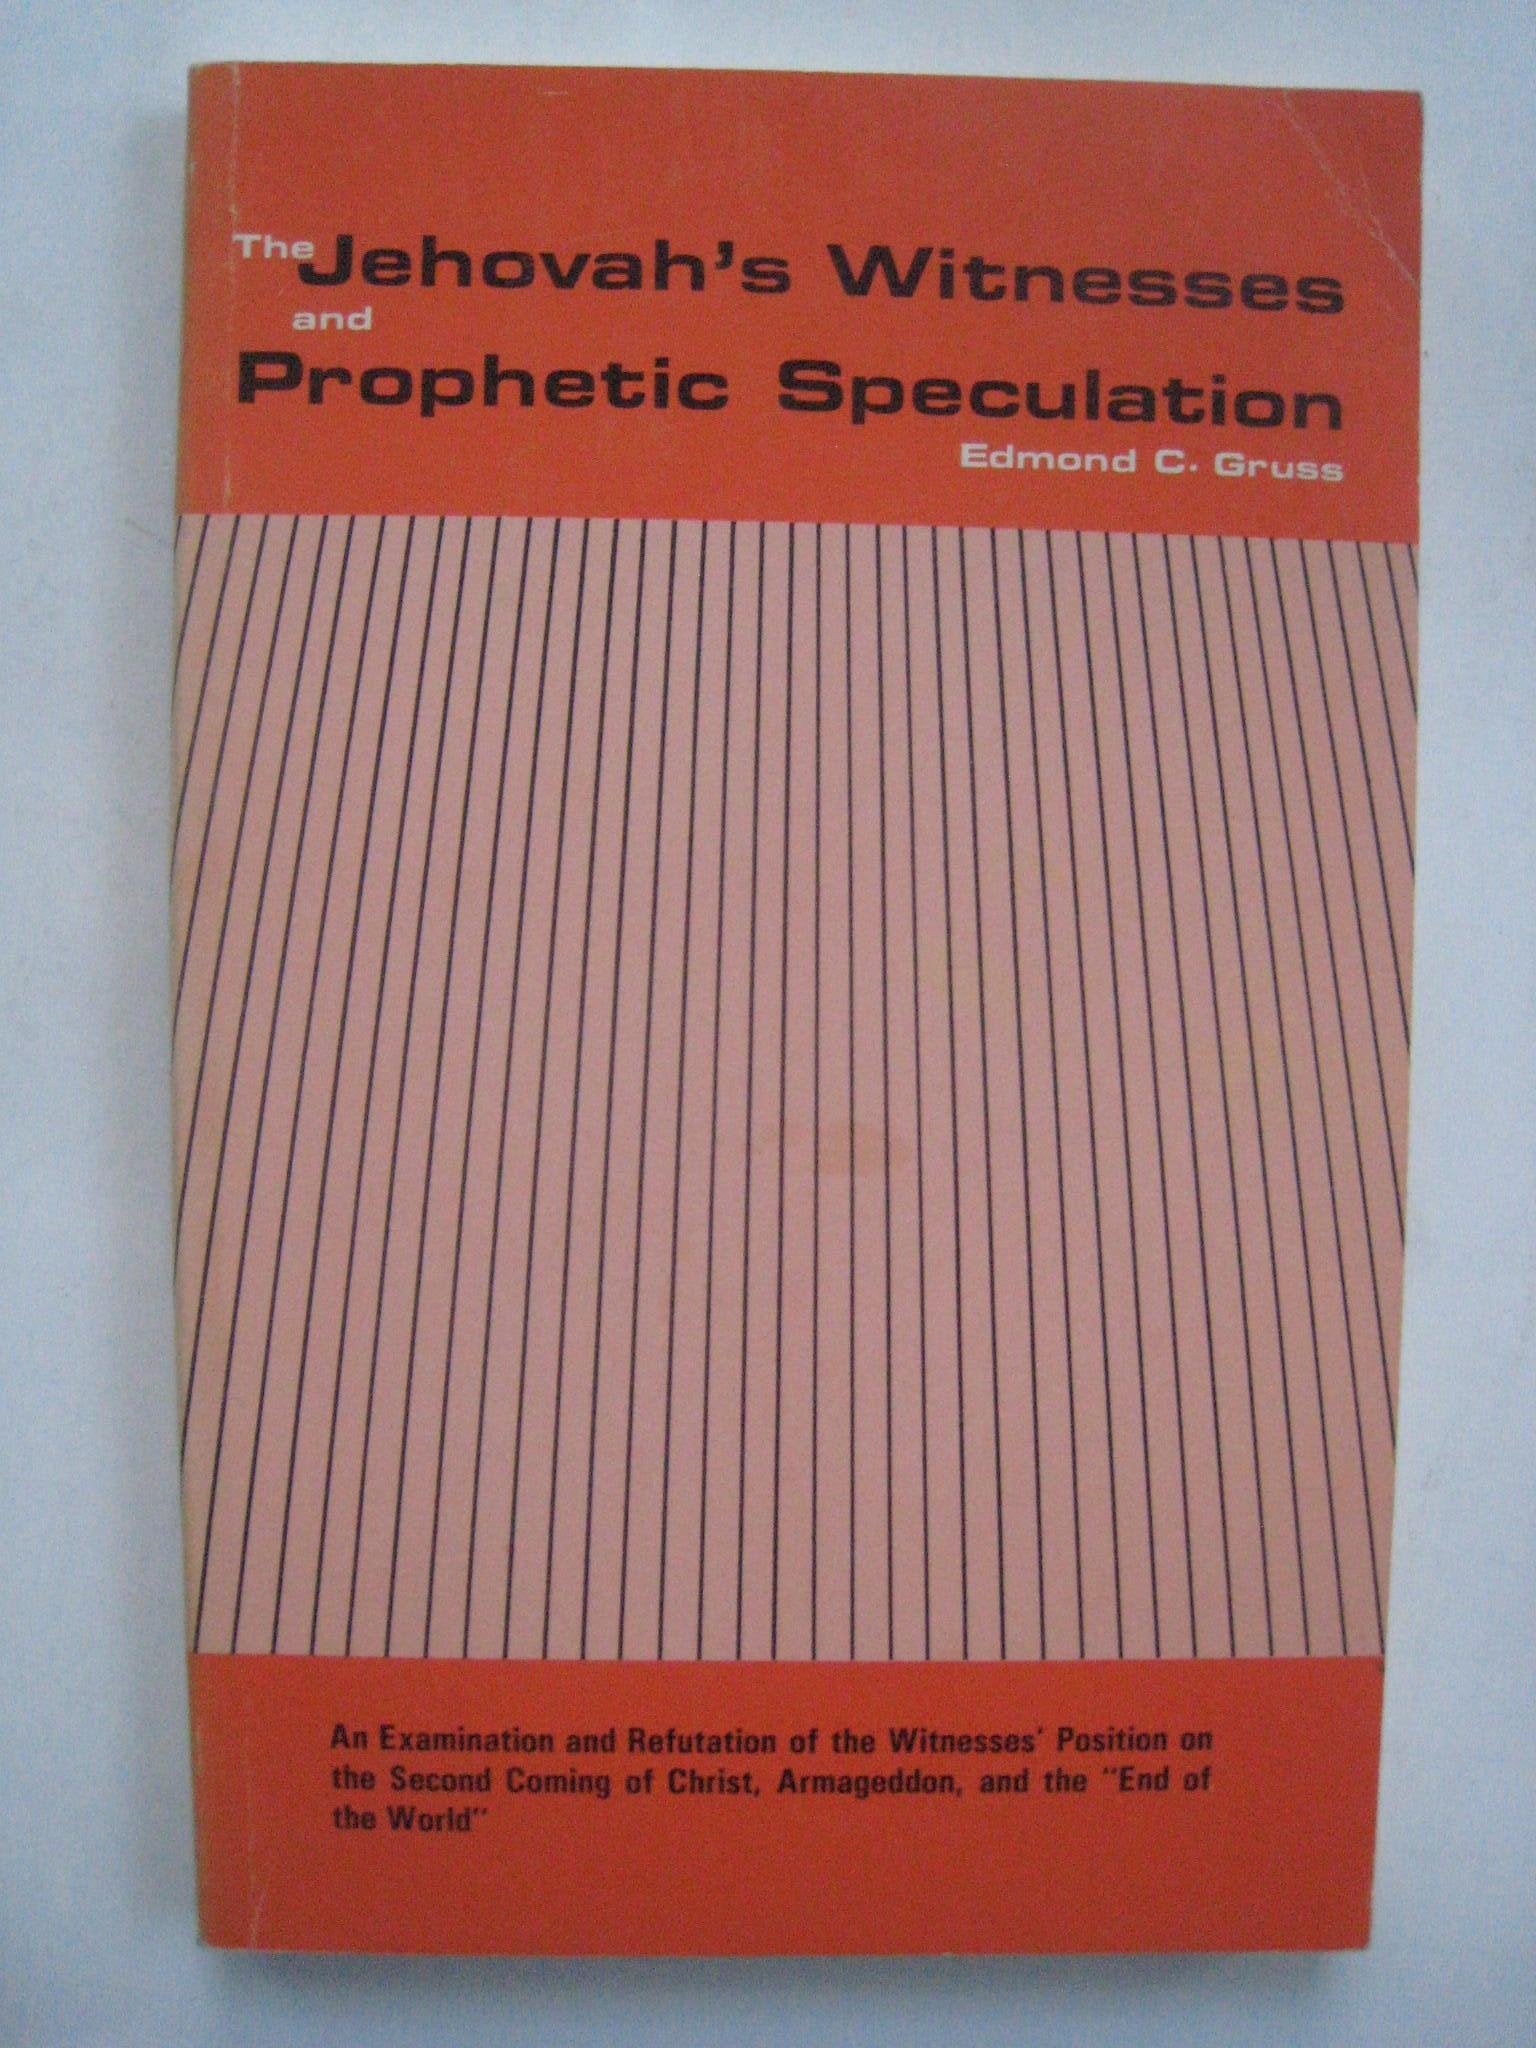 The Jehovah's Witnesses
and
Prophetic Speculation
Edmond C. Gruss
An Examination and Refutation of the Witnesses' Position on
the Second Coming of Christ, Armageddon, and the "End of
the World"